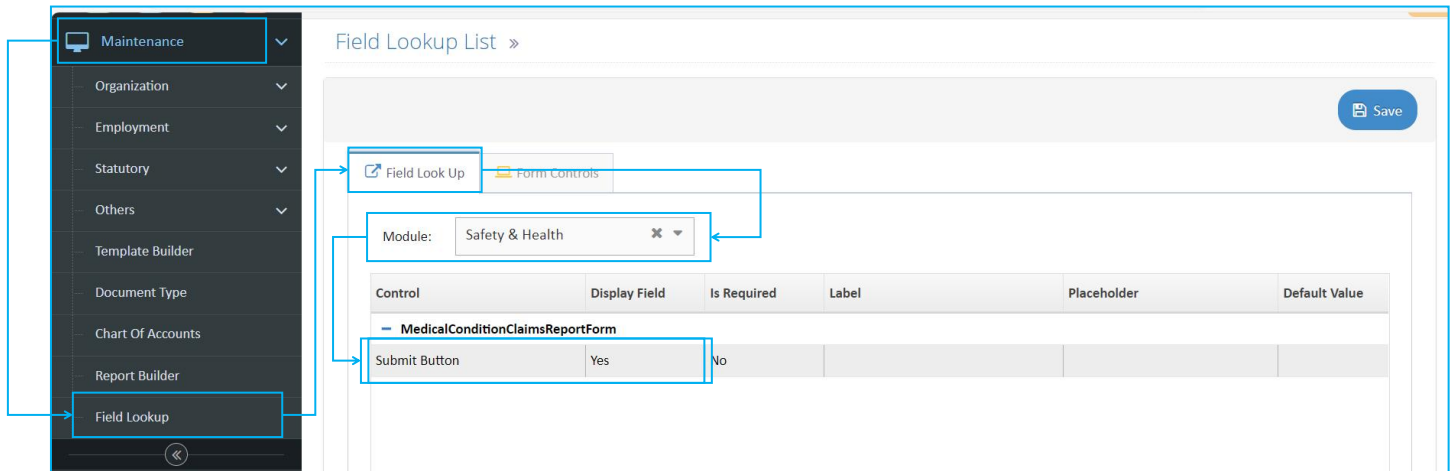 Maintenance
Organization
Employment
Statutory
Others
Template Builder
Document Type
Chart Of Accounts
Report Builder
Field Lookup
Field Lookup List »
Save
Field Look Up
Form Controls
Module: Safety & Health
Control Display Field Is Required Label Placeholder Default Value
MedicalConditionClaimsReportForm
Submit Button Yes No